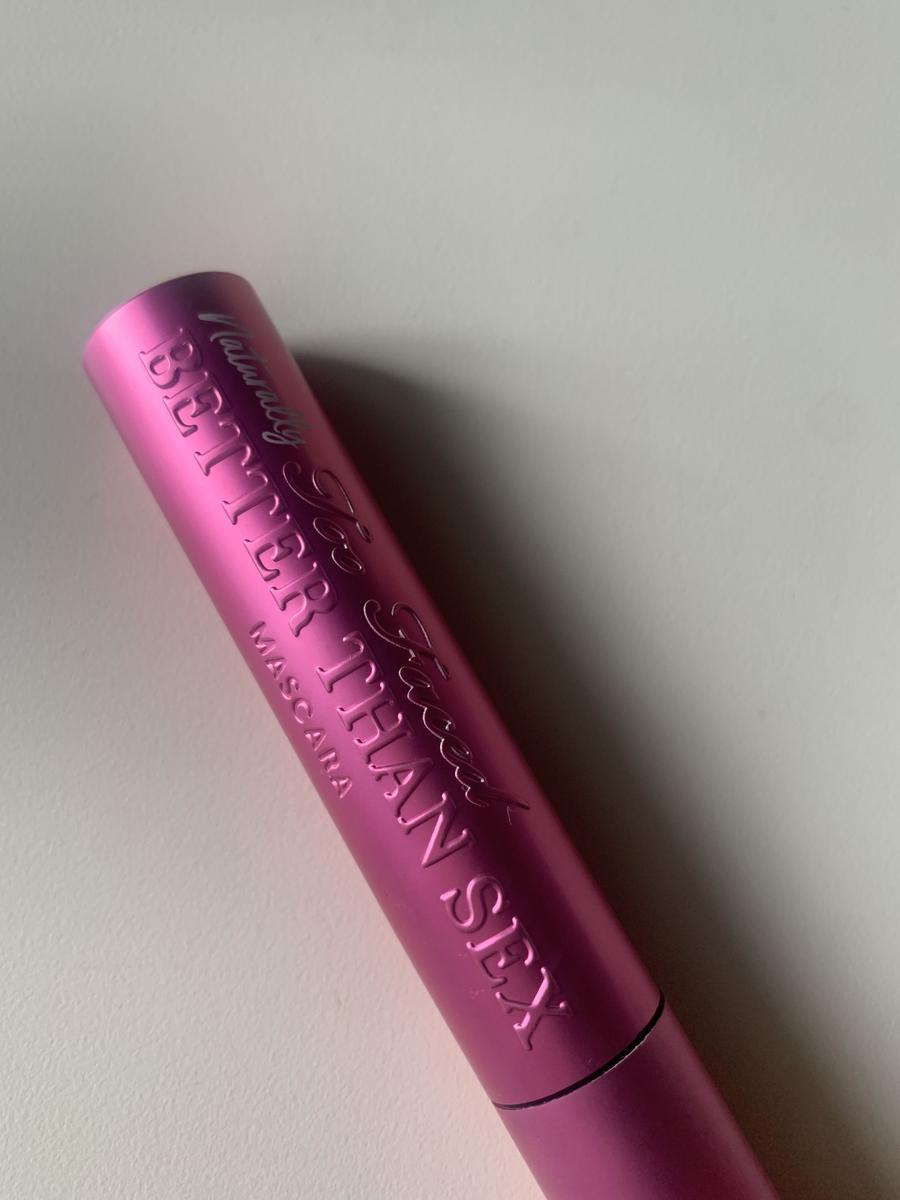 Naturally
Too Faced
BETTER THAN SEX
MASCARA